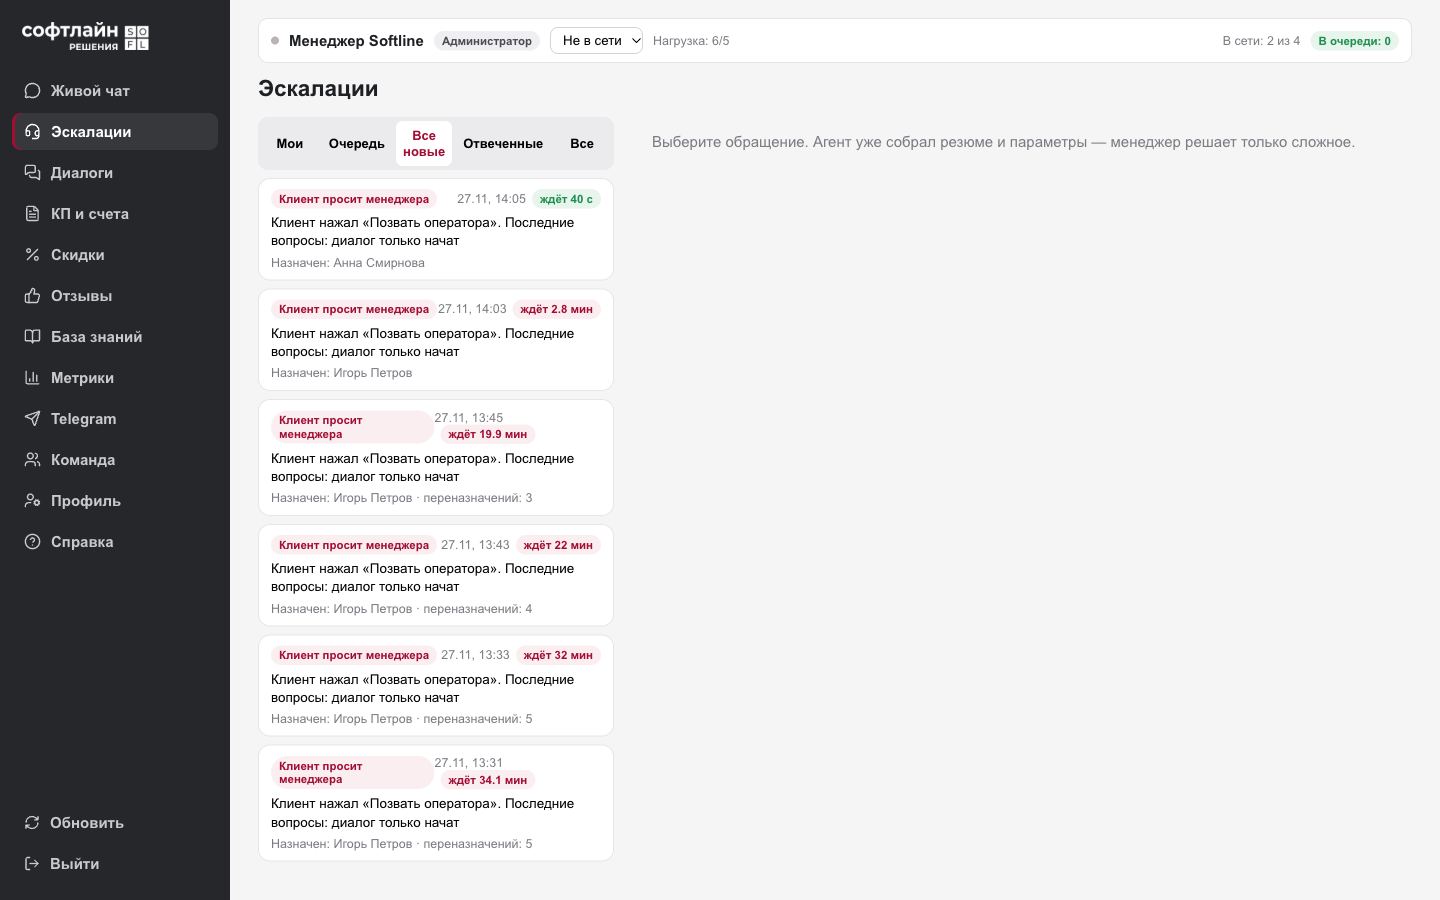 софтлайн
РЕШЕНИЯ
SO
FL
Живой чат
Эскалации
Диалоги
КП и счета
Скидки
Отзывы
База знаний
Метрики
Telegram
Команда
Профиль
Справка
Обновить
Выйти
Менеджер Softline Администратор Не в сети Нагрузка: 6/5 В сети: 2 из 4 В очереди: 0
Эскалации
Мои Очередь Все новые Отвеченные Все
Клиент просит менеджера 27.11, 14:05 ждёт 40 с
Клиент нажал «Позвать оператора». Последние
вопросы: диалог только начат
Назначен: Анна Смирнова
Клиент просит менеджера 27.11, 14:03 ждёт 2.8 мин
Клиент нажал «Позвать оператора». Последние
вопросы: диалог только начат
Назначен: Игорь Петров
Клиент просит
менеджера
27.11, 13:45
ждёт 19.9 мин
Клиент нажал «Позвать оператора». Последние
вопросы: диалог только начат
Назначен: Игорь Петров · переназначений: 3
Клиент просит менеджера 27.11, 13:43 ждёт 22 мин
Клиент нажал «Позвать оператора». Последние
вопросы: диалог только начат
Назначен: Игорь Петров · переназначений: 4
Клиент просит менеджера 27.11, 13:33 ждёт 32 мин
Клиент нажал «Позвать оператора». Последние
вопросы: диалог только начат
Назначен: Игорь Петров · переназначений: 5
Клиент просит
менеджера
27.11, 13:31
ждёт 34.1 мин
Клиент нажал «Позвать оператора». Последние
вопросы: диалог только начат
Назначен: Игорь Петров · переназначений: 5
Выберите обращение. Агент уже собрал резюме и параметры — менеджер решает только сложное.